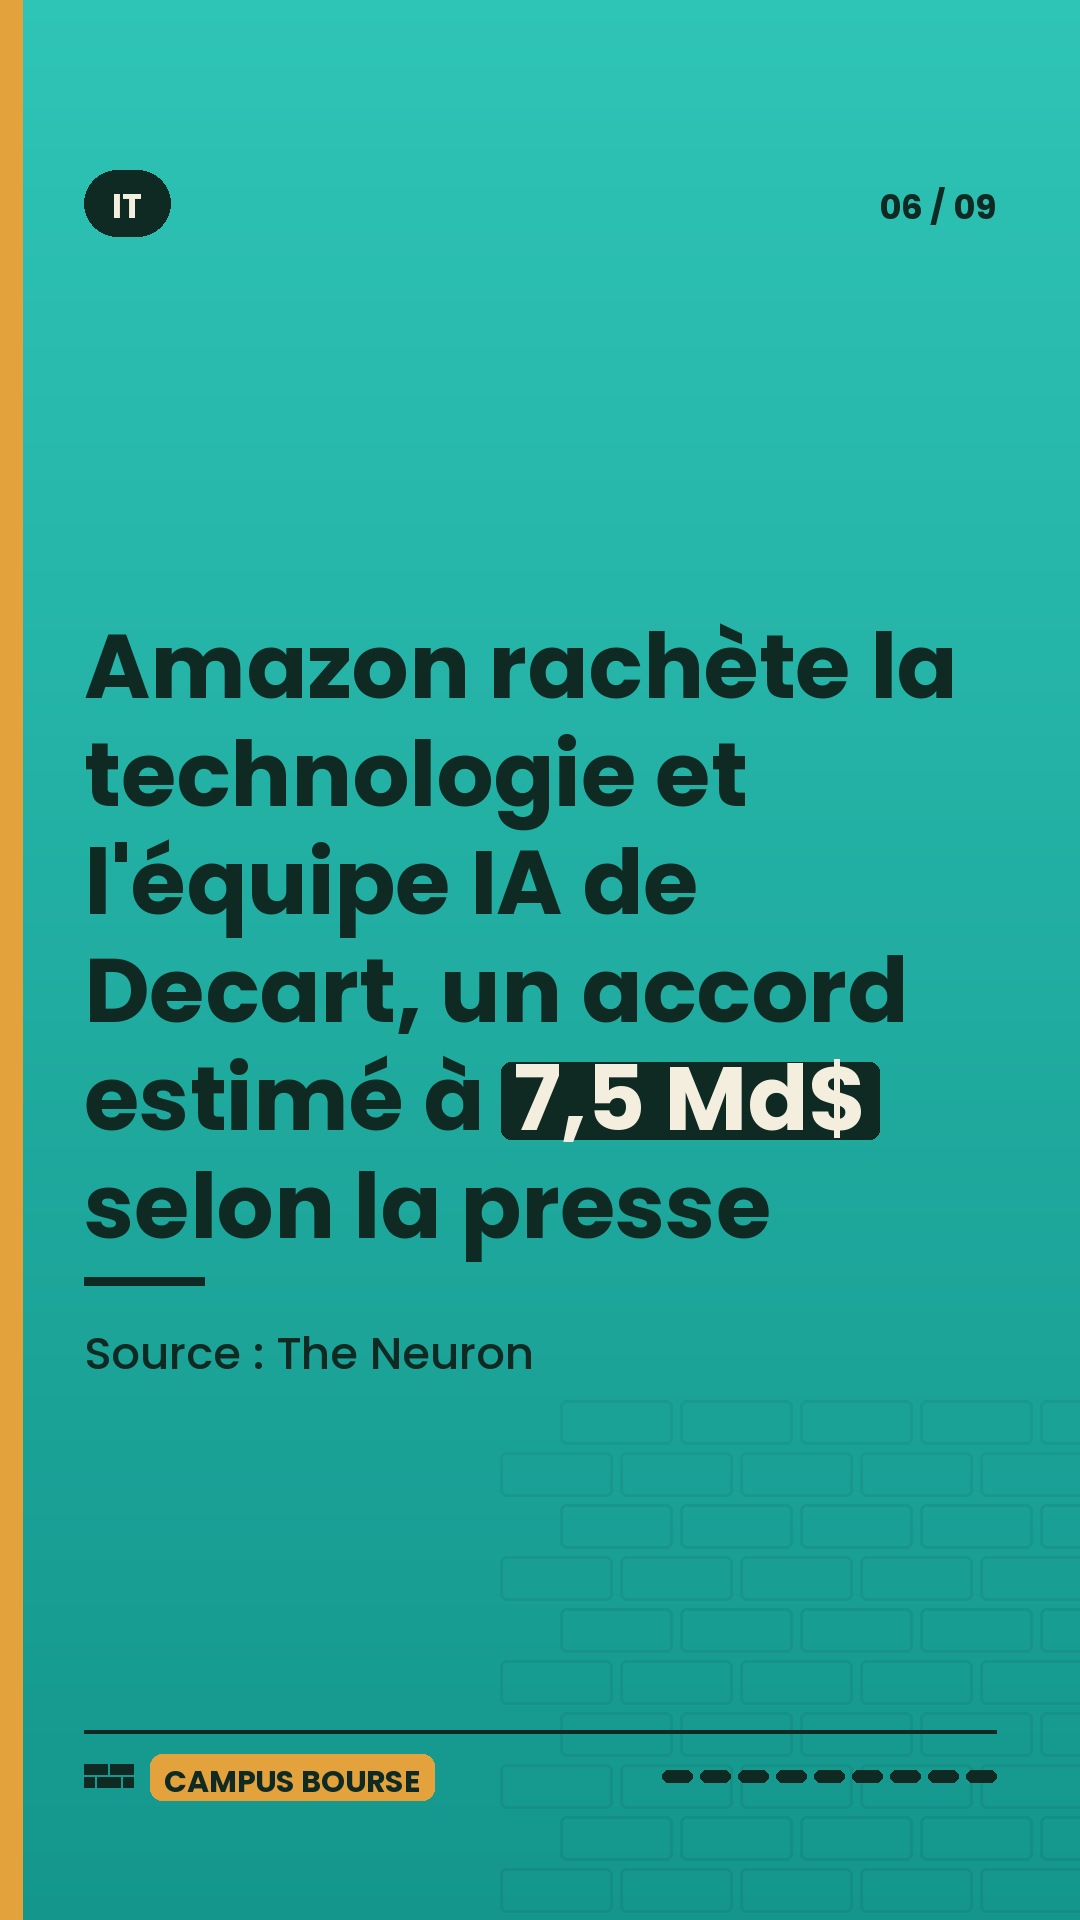 IT
06 / 09
Amazon rachète la
technologie et
l'équipe IA de
Decart, un accord
estimé à 7,5 Md$
selon la presse
Source : The Neuron
CAMPUS BOURSE